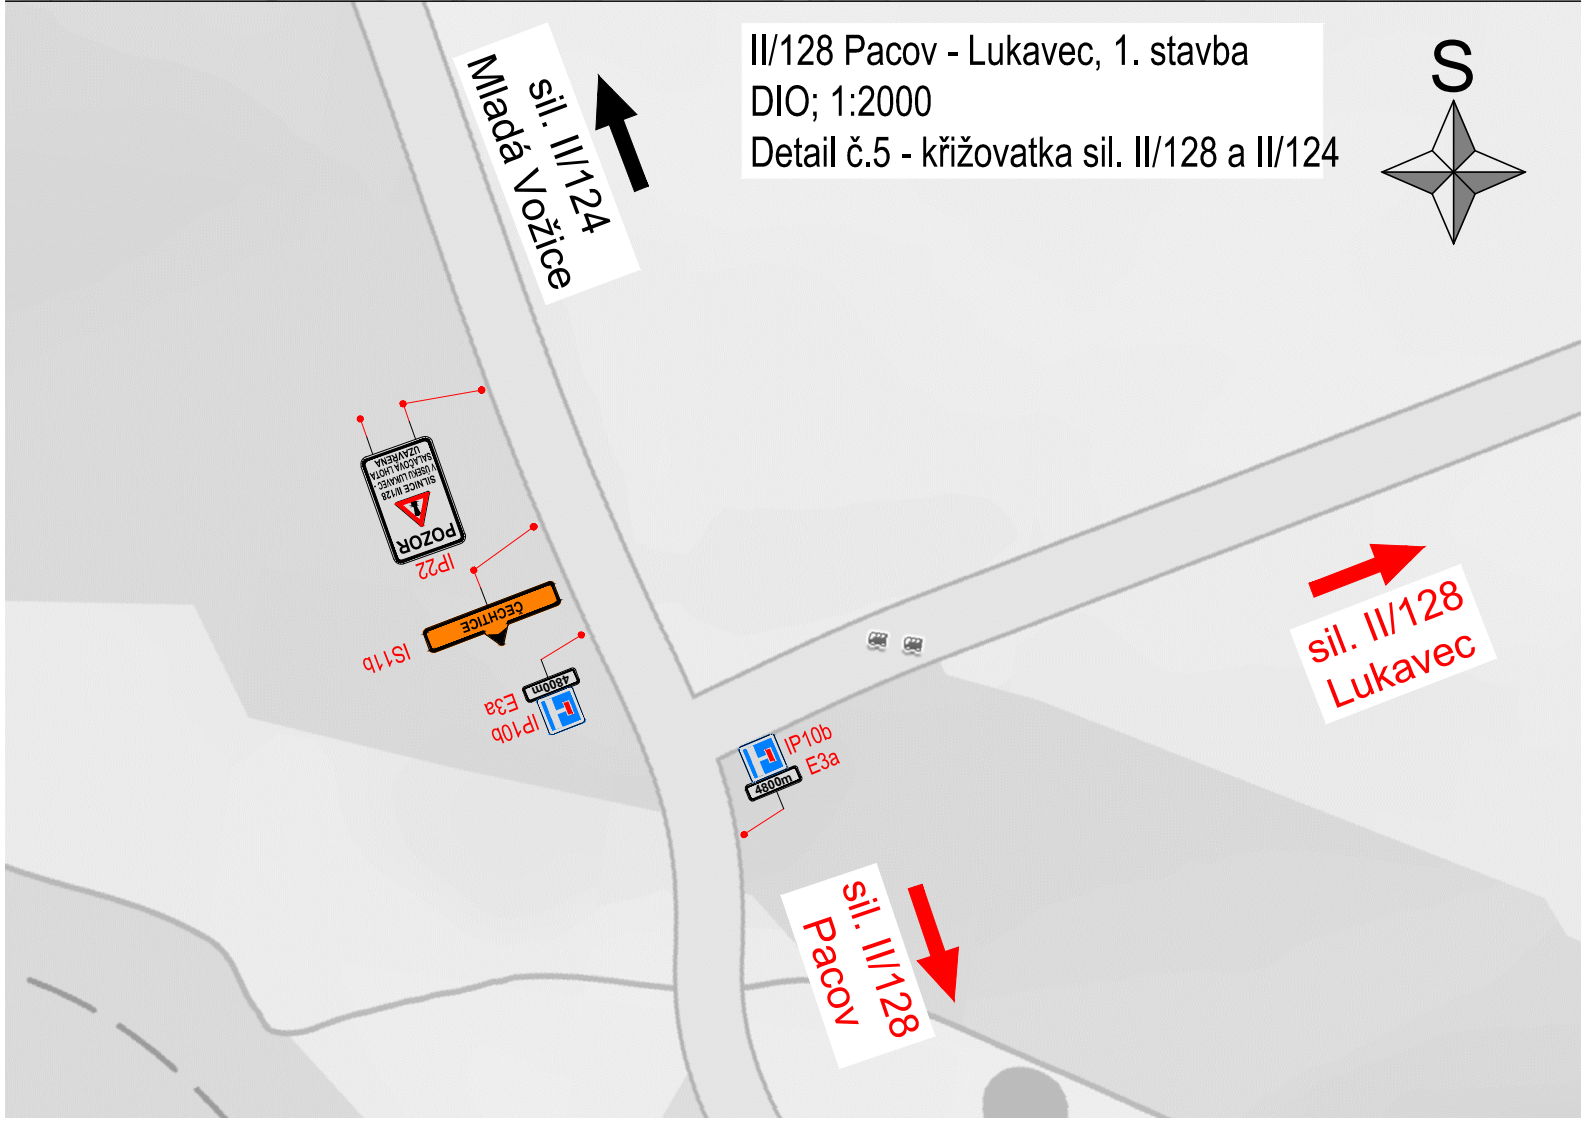 II/128 Pacov - Lukavec, 1. stavba
DIO; 1:2000
Detail č.5 - křižovatka sil. II/128 a II/124
S
sil. II/124
Mladá Vožice
POZOR
SILNICE II/128
V ÚSEKU LUKAVEC -
SALAČOVA LHOTA
UZAVŘENA
IP22
ČECHTICE
IS11b
4800m
E3a
IP10b
IP10b
E3a
4800m
sil. II/128
Lukavec
sil. II/128
Pacov